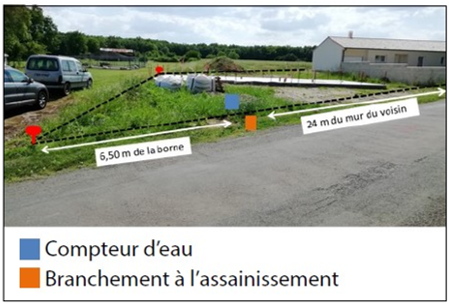 6,50 m de la borne
24 m du mur du voisin
Compteur d'eau
Branchement à l'assainissement